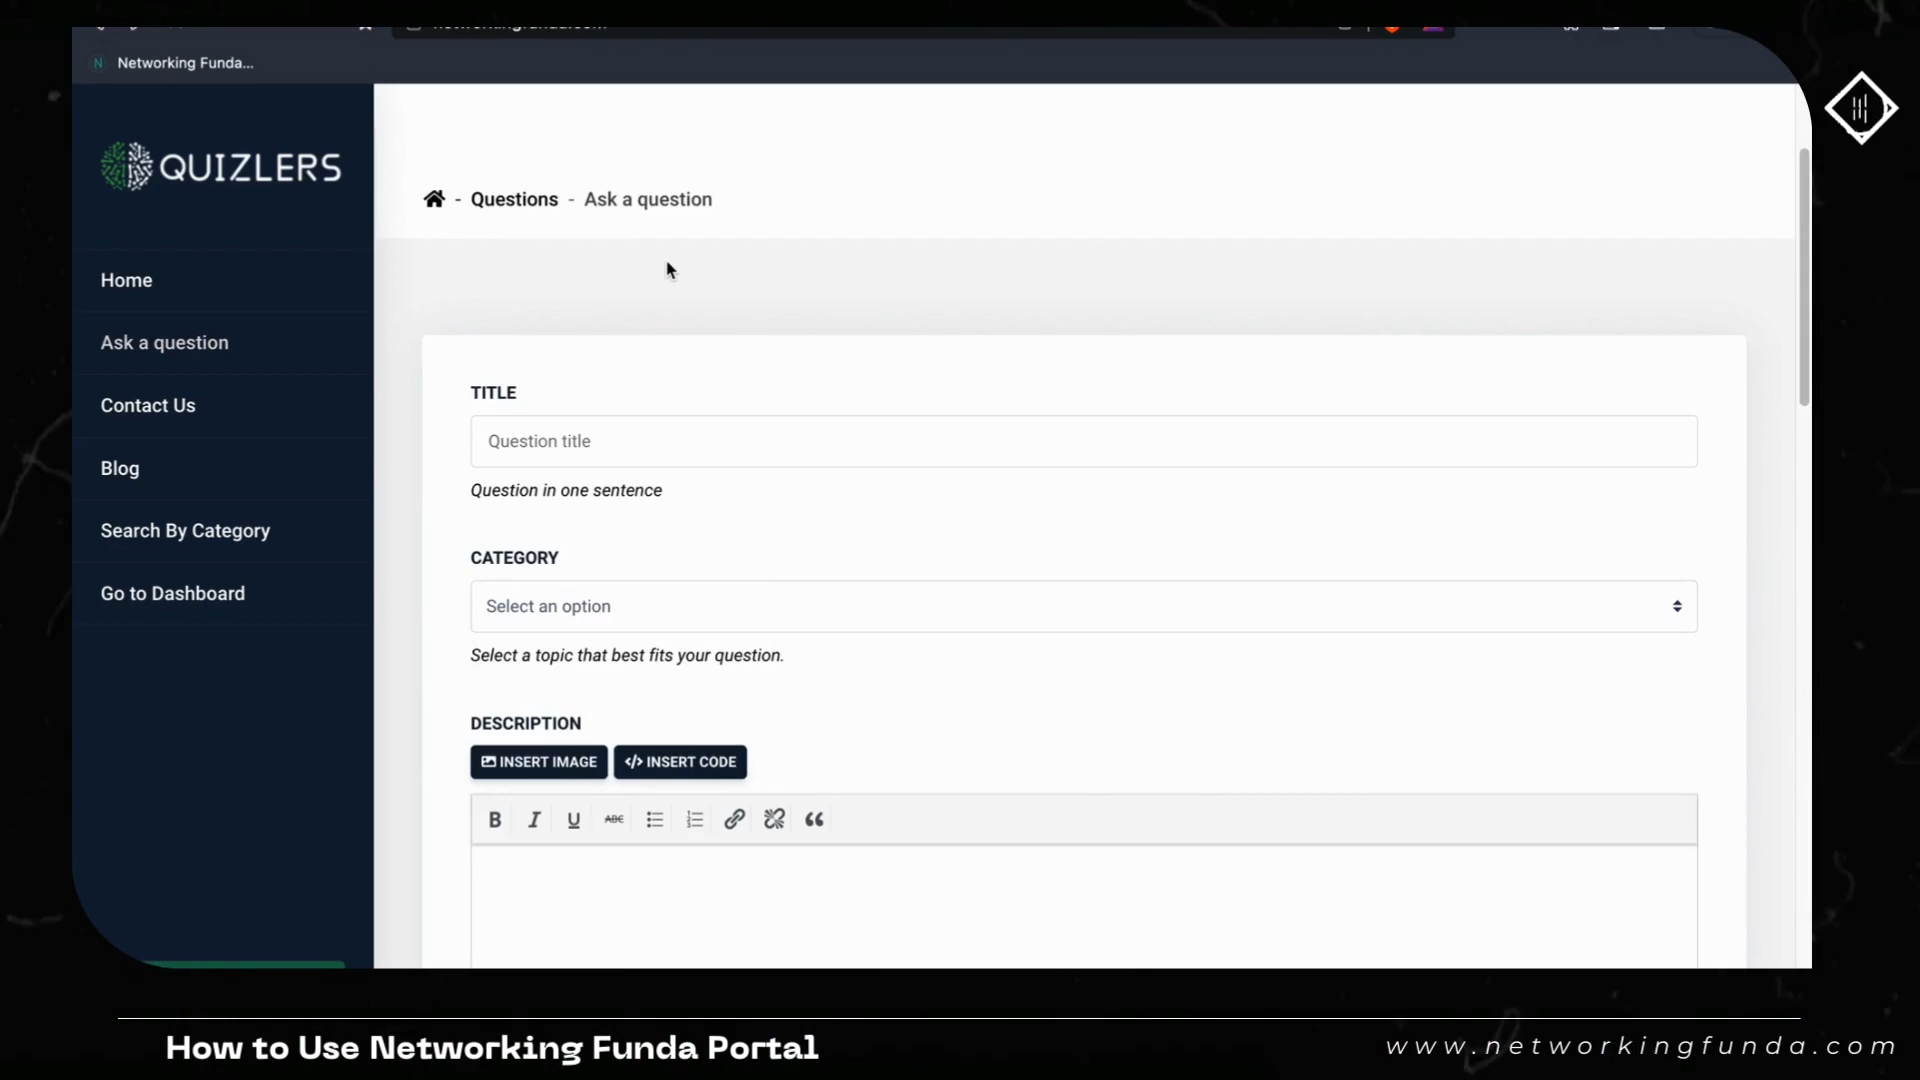 N Networking Funda...
QUIZLERS
Home
Ask a question
Contact Us
Blog
Search By Category
Go to Dashboard
- Questions - Ask a question
TITLE
Question title
Question in one sentence
CATEGORY
Select an option
Select a topic that best fits your question.
DESCRIPTION
INSERT IMAGE </> INSERT CODE
B I U ABC
How to Use Networking Funda Portal
www.networkingfunda.com